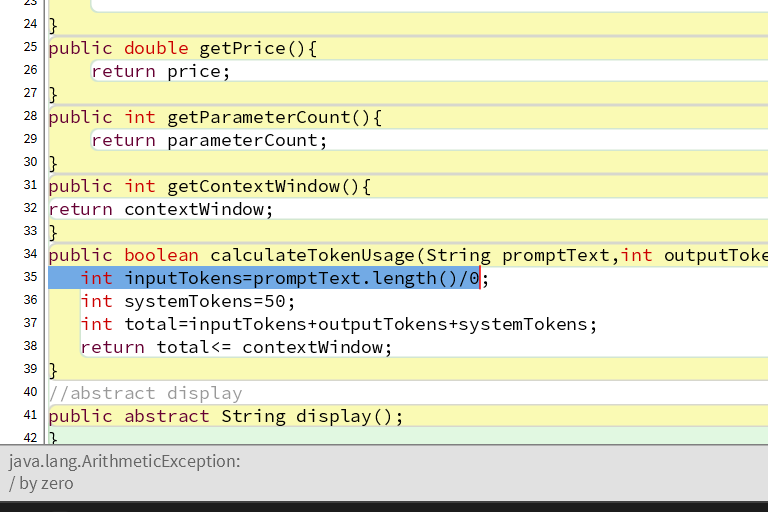 23
24 }
25 public double getPrice(){
26 return price;
27 }
28 public int getParameterCount(){
29 return parameterCount;
30 }
31 public int getContextWindow(){
32 return contextWindow;
33 }
34 public boolean calculateTokenUsage(String promptText,int outputToke
35 int inputTokens=promptText.length()/0;
36 int systemTokens=50;
37 int total=inputTokens+outputTokens+systemTokens;
38 return total<= contextWindow;
39 }
40 //abstract display
41 public abstract String display();
42 }
java.lang.ArithmeticException:
/ by zero